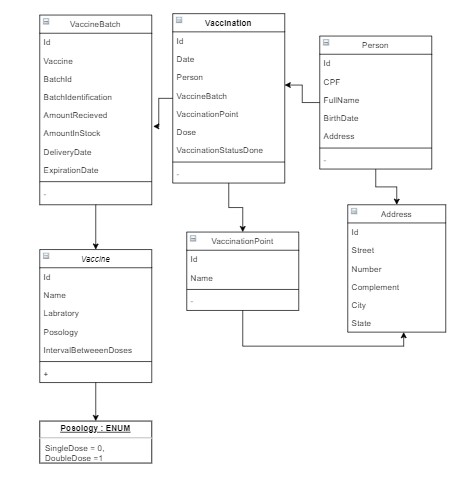 VaccineBatch
Id
Vaccine
BatchId
BatchIdentification
AmountRecieved
AmountInStock
DeliveryDate
ExpirationDate
-
Vaccination
Id
Date
Person
VaccineBatch
VaccinationPoint
Dose
VaccinationStatusDone
-
Person
Id
CPF
FullName
BirthDate
Address
-
Address
Id
Street
Number
Complement
City
State
VaccinationPoint
Id
Name
-
Vaccine
Id
Name
Labratory
Posology
IntervalBetweeenDoses
+
Posology : ENUM
SingleDose = 0,
DoubleDose =1